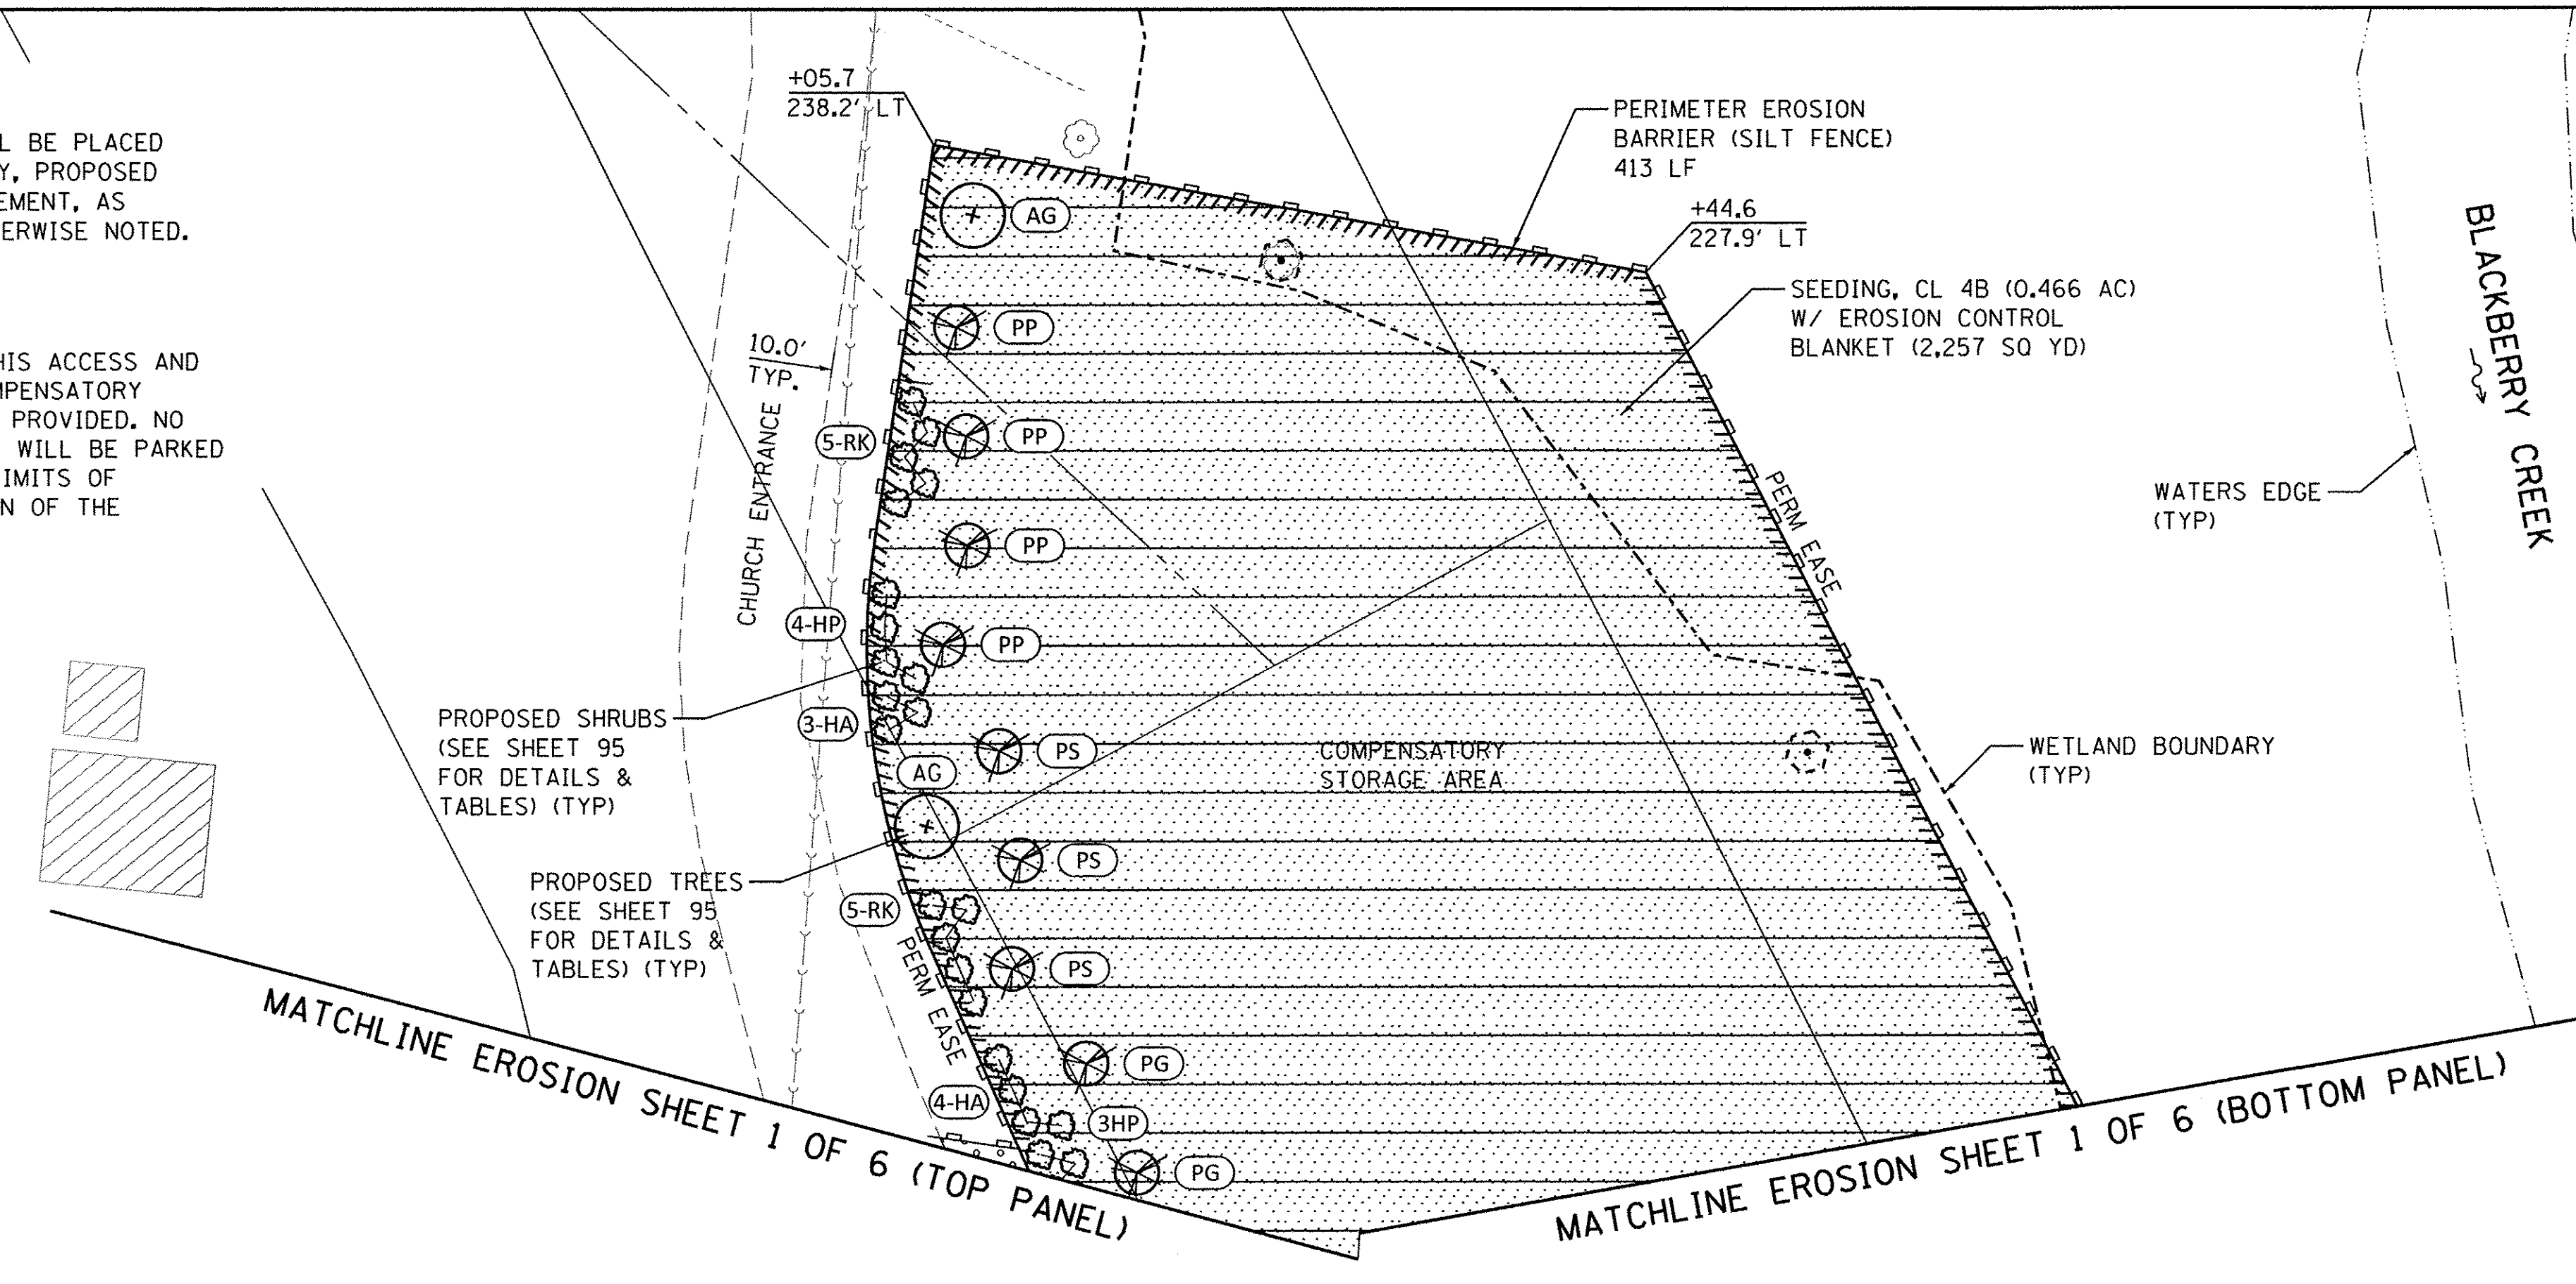 L BE PLACED
Y, PROPOSED
EMENT, AS
ERWISE NOTED.
HIS ACCESS AND
MPENSATORY
PROVIDED. NO
WILL BE PARKED
IMITS OF
N OF THE
+05.7
238.2' LT
PERIMETER EROSION
BARRIER (SILT FENCE)
413 LF
+44.6
227.9' LT
SEEDING, CL 4B (0.466 AC)
W/ EROSION CONTROL
BLANKET (2,257 SQ YD)
BLACKBERRY CREEK
WATERS EDGE
(TYP)
10.0'
TYP.
CHURCH ENTRANCE
AG
PP
5-RK
PP
PP
4-HP
PP
PERM EASE
PROPOSED SHRUBS
(SEE SHEET 95
FOR DETAILS &
TABLES) (TYP)
3-HA
PS
AG
COMPENSATORY
STORAGE AREA
WETLAND BOUNDARY
(TYP)
PS
PROPOSED TREES
(SEE SHEET 95
FOR DETAILS &
TABLES) (TYP)
5-RK
PS
PERM EASE
PG
4-HA
3HP
PG
MATCHLINE EROSION SHEET 1 OF 6 (TOP PANEL)
MATCHLINE EROSION SHEET 1 OF 6 (BOTTOM PANEL)